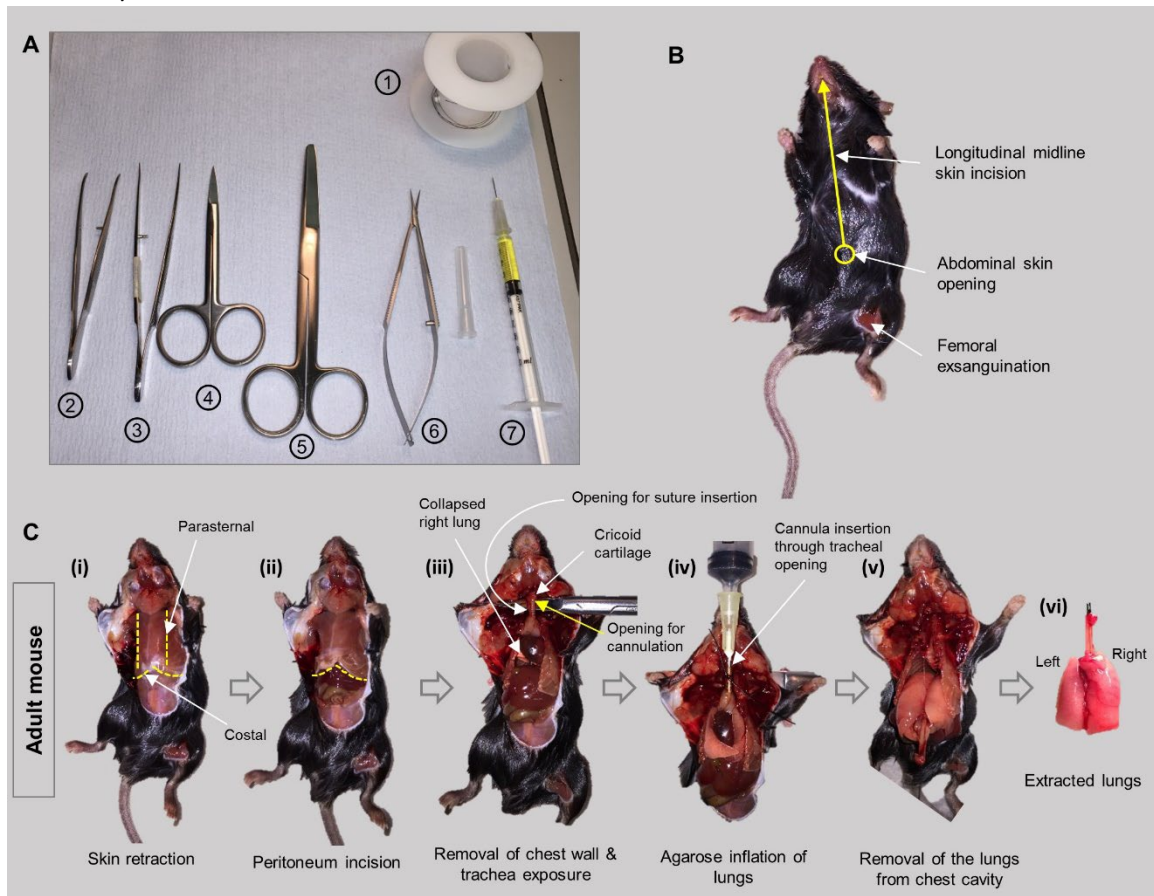 A
1
2
3
4
5
6
7
B
Longitudinal midline
skin incision
Abdominal skin
opening
Femoral
exsanguination
C
Adult mouse
(i)
Parasternal
Costal
Skin retraction
(ii)
Peritoneum incision
(iii)
Collapsed
right lung
Opening for suture insertion
Cricoid
cartilage
Opening for
cannulation
Removal of chest wall &
trachea exposure
(iv)
Cannula insertion
through tracheal
opening
Agarose inflation of
lungs
(v)
Removal of the lungs
from chest cavity
(vi)
Left
Right
Extracted lungs